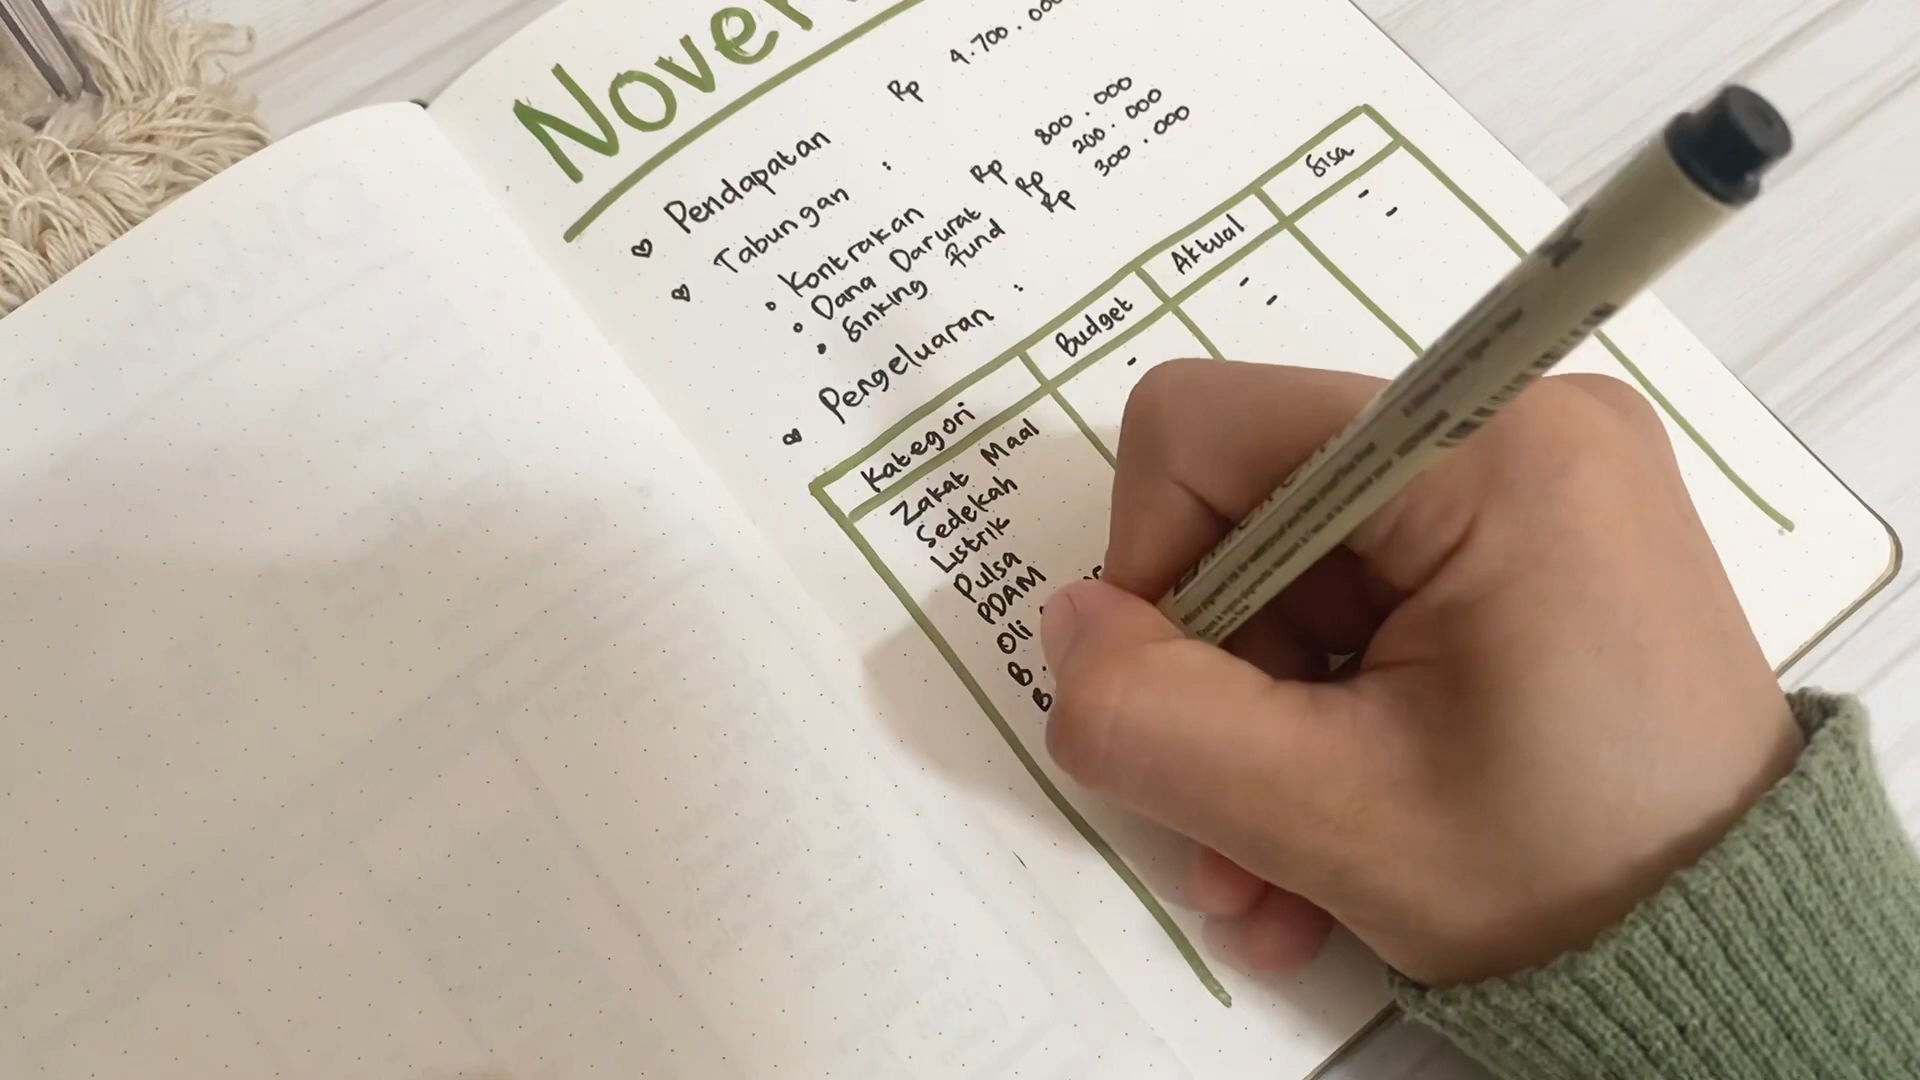 Pendapatan Rp 4.700.000
Tabungan :
Kontrakan Rp 800.000
Dana Darurat Rp 200.000
Sinking Fund Rp 300.000
Pengeluaran :
Kategori Budget Aktual Sisa
Zakat Maal - - -
Sedekah - -
Listrik
Pulsa
PDAM
Oli
B.
B